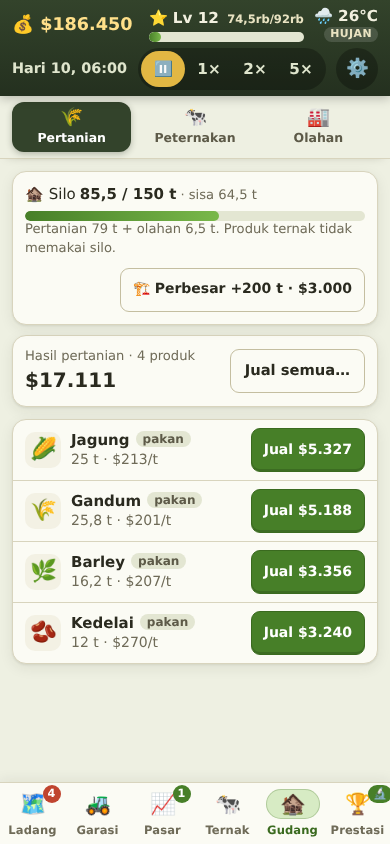 $186.450
Lv 12 74,5rb/92rb
26°C
HUJAN
Hari 10, 06:00
1× 2× 5×
Pertanian Peternakan Olahan
Silo 85,5 / 150 t · sisa 64,5 t
Pertanian 79 t + olahan 6,5 t. Produk ternak tidak
memakai silo.
Perbesar +200 t · $3.000
Hasil pertanian · 4 produk
$17.111
Jual semua...
Jagung pakan
25 t · $213/t
Jual $5.327
Gandum pakan
25,8 t · $201/t
Jual $5.188
Barley pakan
16,2 t · $207/t
Jual $3.356
Kedelai pakan
12 t · $270/t
Jual $3.240
4 1
Ladang Garasi Pasar Ternak Gudang Prestasi